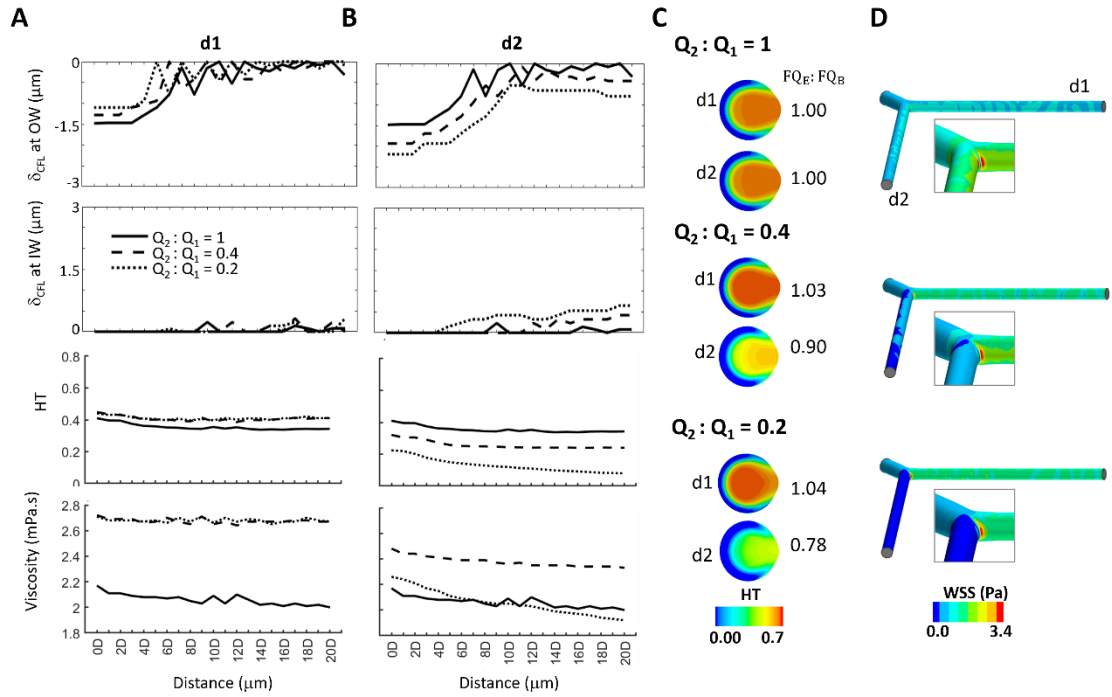 A
B
C
D
d1
d2
δCFL at OW (μm)
0
-1.5
-3
δCFL at IW (μm)
3
1.5
0
Q2 : Q1 = 1
Q2 : Q1 = 0.4
Q2 : Q1 = 0.2
HT
0.8
0.6
0.4
0.2
0
Viscosity (mPa.s)
2.8
2.6
2.4
2.2
2
1.8
0D 2D 4D 6D 8D 10D 12D 14D 16D 18D 20D
Distance (μm)
0D 2D 4D 6D 8D 10D 12D 14D 16D 18D 20D
Distance (μm)
Q2 : Q1 = 1
FQE: FQB
d1 1.00
d2 1.00
Q2 : Q1 = 0.4
d1 1.03
d2 0.90
Q2 : Q1 = 0.2
d1 1.04
d2 0.78
HT
0.00 0.7
d1
d2
WSS (Pa)
0.0 3.4